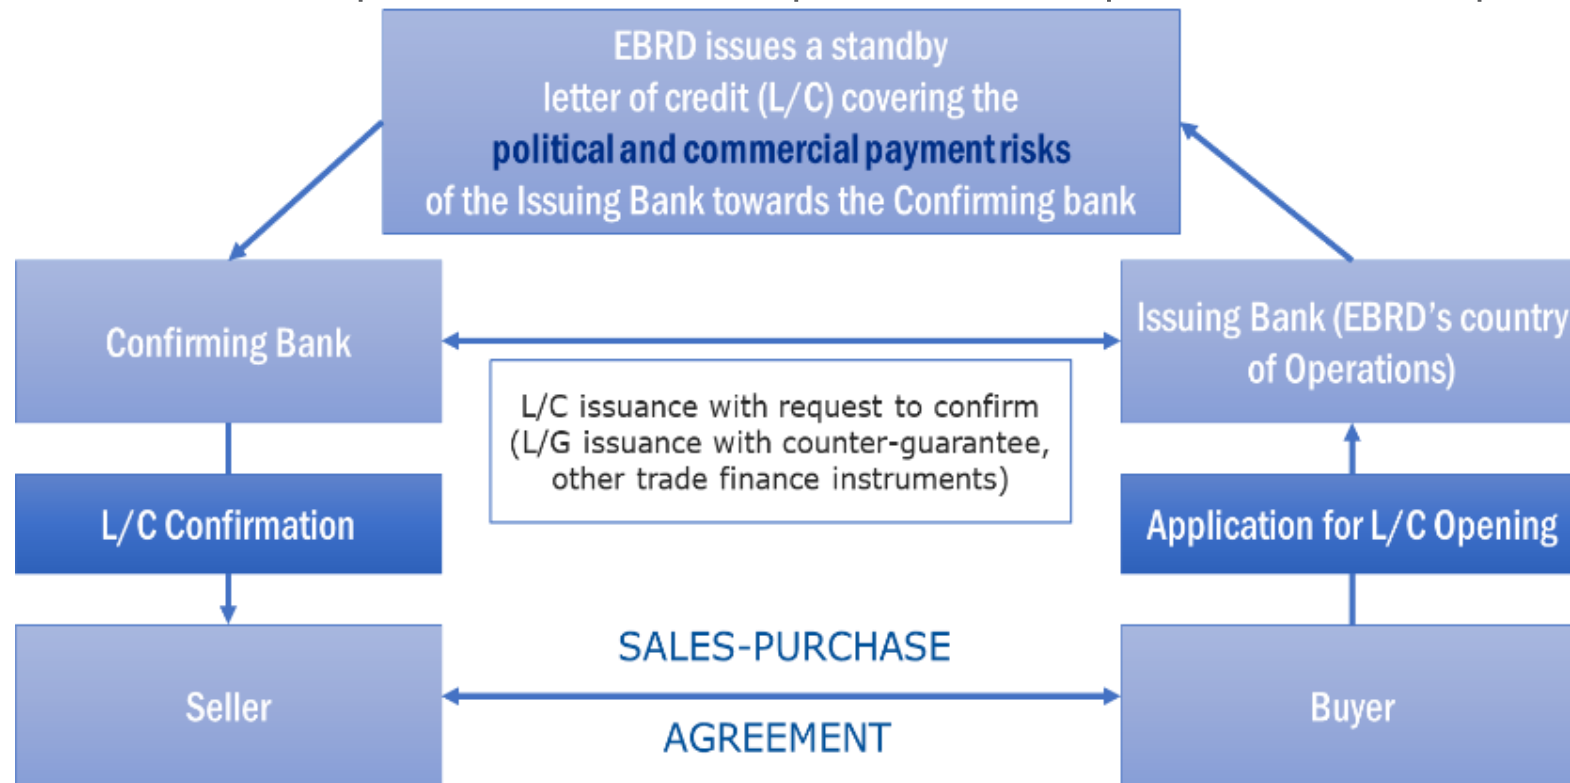 EBRD issues a standby
letter of credit (L/C) covering the
political and commercial payment risks
of the Issuing Bank towards the Confirming bank
Confirming Bank
Issuing Bank (EBRD's country
of Operations)
L/C issuance with request to confirm
(L/G issuance with counter-guarantee,
other trade finance instruments)
L/C Confirmation
Application for L/C Opening
SALES-PURCHASE
Seller
Buyer
AGREEMENT